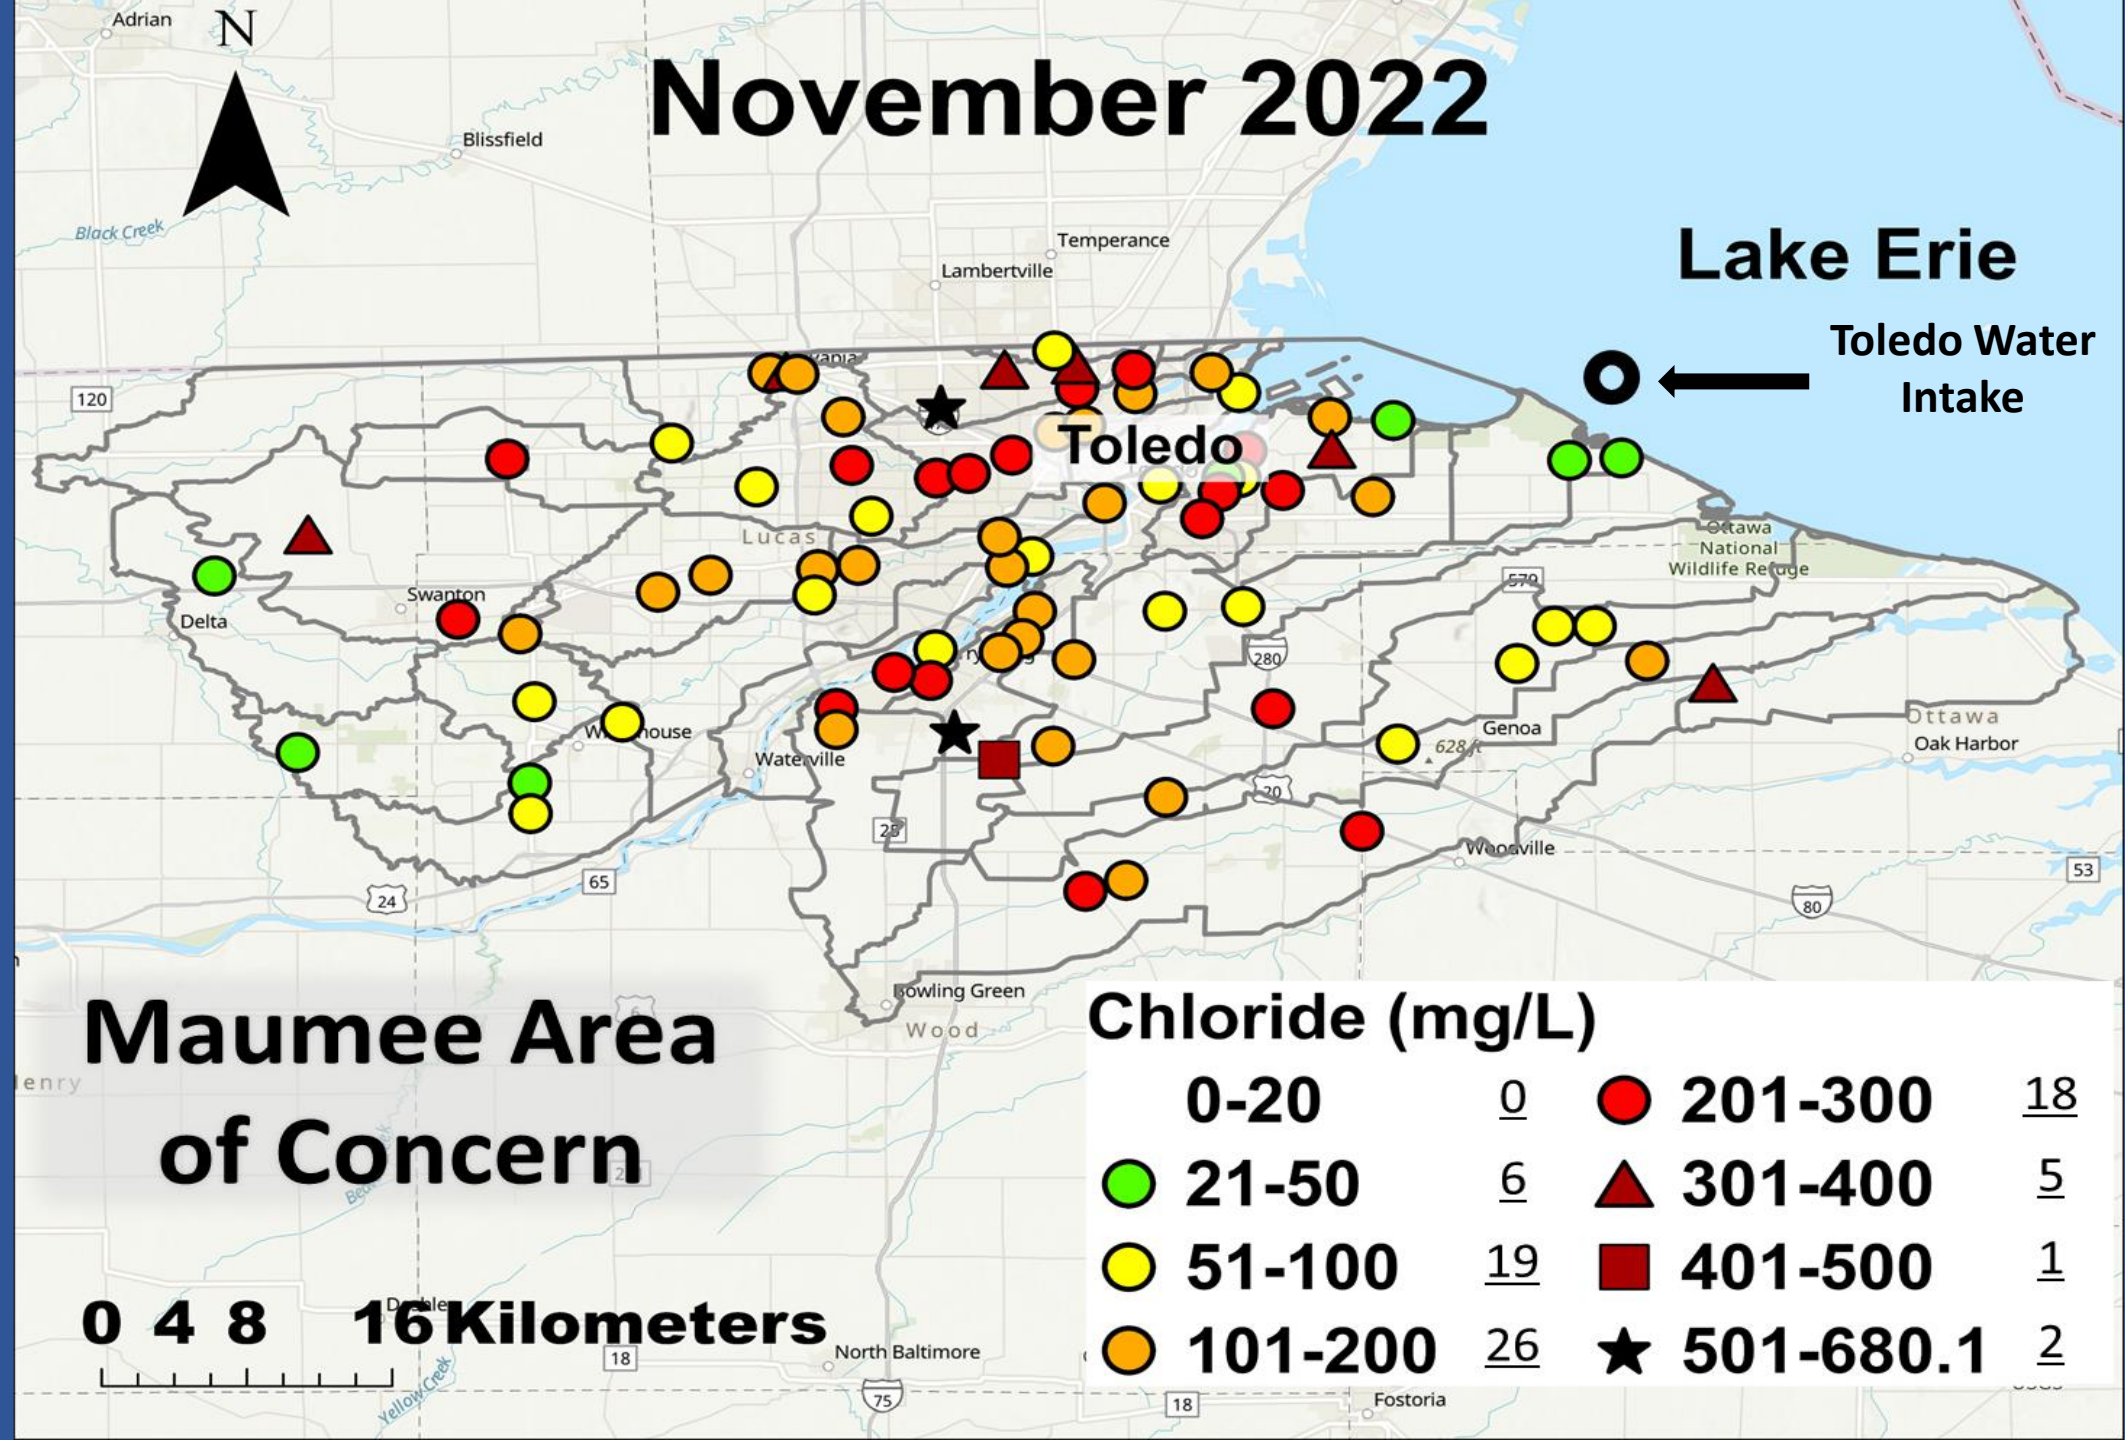 Adrian
N
November 2022
Blissfield
Black Creek
Temperance
Lambertville
Lake Erie
Toledo Water
Intake
120
Toledo
Lucas
Ottawa
National
Wildlife Refuge
579
Swanton
Delta
280
Genoa
Ottawa
628 ft
Oak Harbor
Waterville
20
25
Woodville
65
24
53
80
Bowling Green
Wood
6
Maumee Area
of Concern
Chloride (mg/L)
0-20 0
21-50 6
51-100 19
101-200 26
201-300 18
301-400 5
401-500 1
501-680.1 2
0 4 8 16 Kilometers
18
North Baltimore
Yellow Creek
75
18
Fostoria